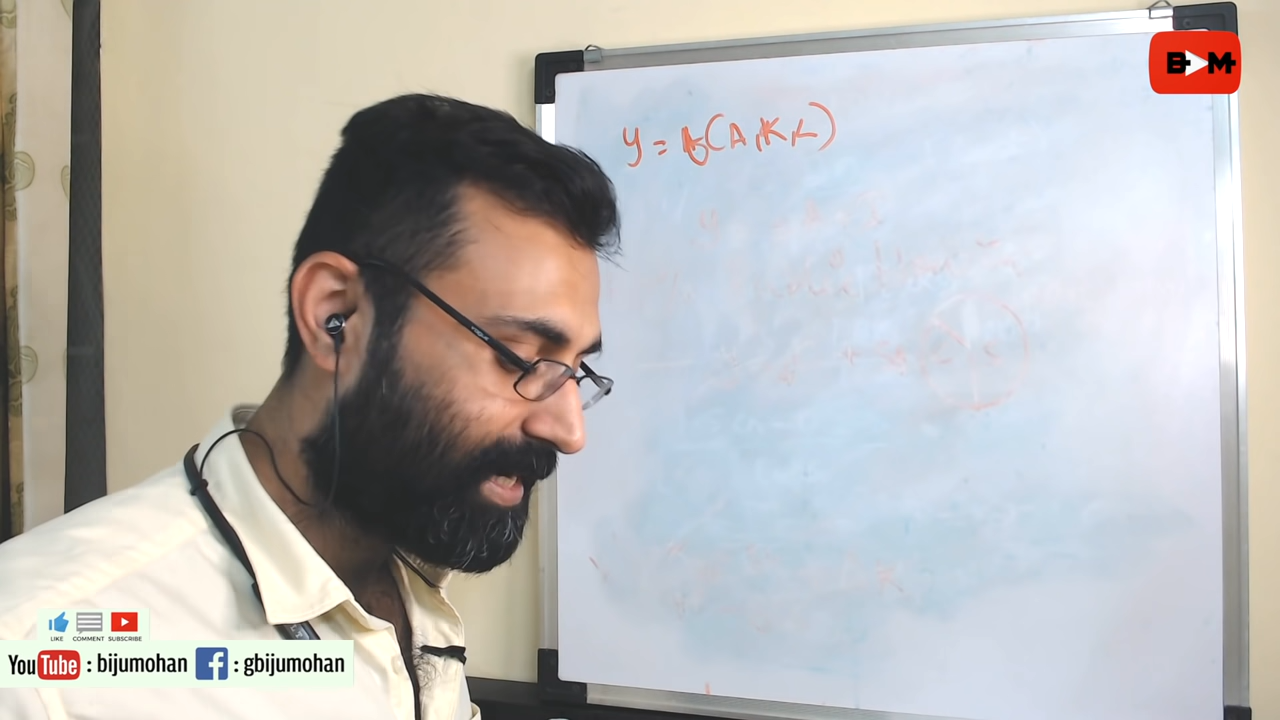 B M
y = f(A, K, L)
LIKE COMMENT SUBSCRIBE
YouTube : bijumohan f : gbijumohan